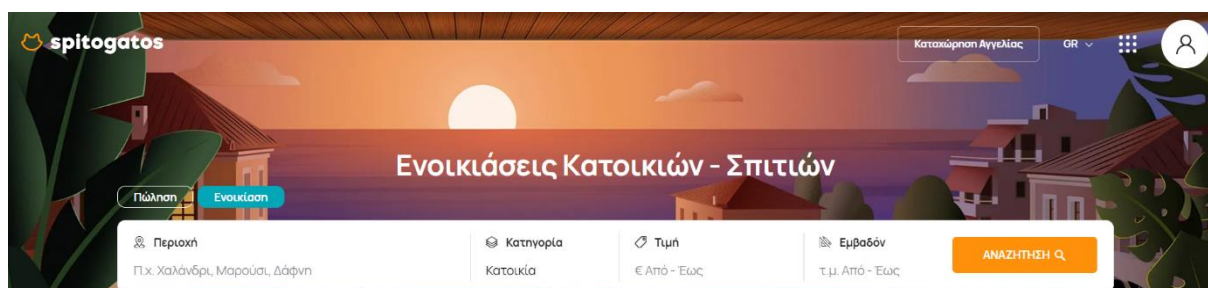 spitogatos
Καταχώρηση Αγγελίας
GR
Ενοικιάσεις Κατοικιών - Σπιτιών
Πώληση
Ενοικίαση
Περιοχή
Π.χ. Χαλάνδρι, Μαρούσι, Δάφνη
Κατηγορία
Κατοικία
Τιμή
€ Από - Έως
Εμβαδόν
τ.μ. Από - Έως
ΑΝΑΖΗΤΗΣΗ